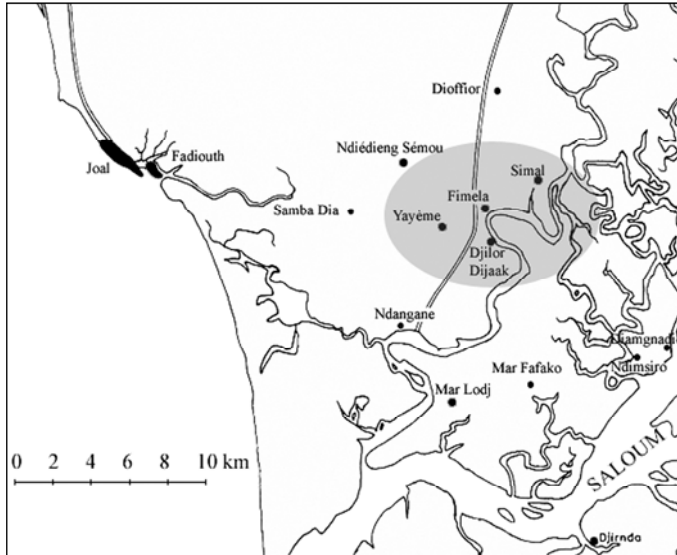 Dioffior
Ndiédieng Sémou
Joal
Fadiouth
Simal
Samba Dia
Fimela
Yayème
Djilor
Dijaak
Ndangane
Diamgnadi
Ndimsiro
Mar Fafako
Mar Lodj
0 2 4 6 8 10 km
SALOUM
Djirnda